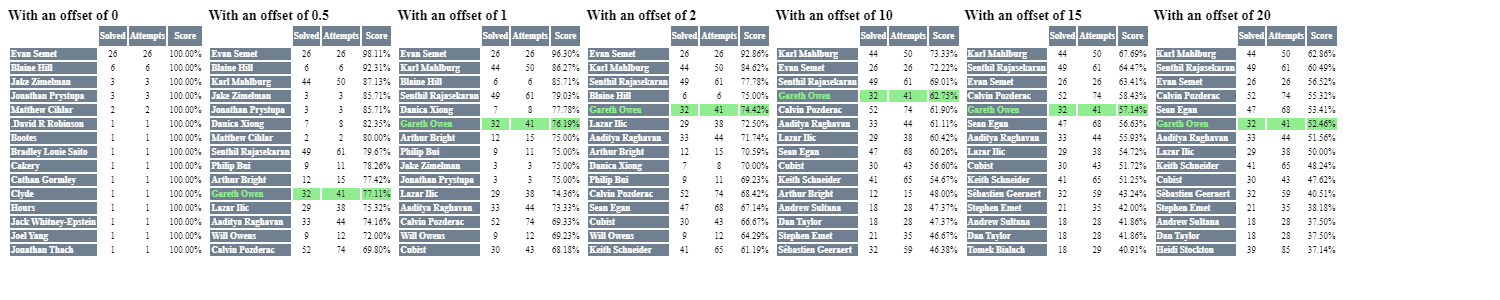 With an offset of 0
Solved Attempts Score
Evan Semet 26 26 100.00%
Blaine Hill 6 6 100.00%
Jake Zimelman 3 3 100.00%
Jonathan Prystupa 3 3 100.00%
Matthew Cihlar 2 2 100.00%
.David R Robinson 1 1 100.00%
Bootes 1 1 100.00%
Bradley Louie Saito 1 1 100.00%
Cakery 1 1 100.00%
Cathan Gormley 1 1 100.00%
Clyde 1 1 100.00%
Hours 1 1 100.00%
Jack Whitney-Epstein 1 1 100.00%
Joel Yang 1 1 100.00%
Jonathan Thach 1 1 100.00%
With an offset of 0.5
Solved Attempts Score
Evan Semet 26 26 98.11%
Blaine Hill 6 6 92.31%
Karl Mahlburg 44 50 87.13%
Jake Zimelman 3 3 85.71%
Jonathan Prystupa 3 3 85.71%
Danica Xiong 7 8 82.35%
Matthew Cihlar 2 2 80.00%
Senthil Rajasekaran 49 61 79.67%
Philip Bui 9 11 78.26%
Arthur Bright 12 15 77.42%
Gareth Owen 32 41 77.11%
Lazar Ilic 29 38 75.32%
Aaditya Raghavan 33 44 74.16%
Will Owens 9 12 72.00%
Calvin Pozderac 52 74 69.80%
With an offset of 1
Solved Attempts Score
Evan Semet 26 26 96.30%
Karl Mahlburg 44 50 86.27%
Blaine Hill 6 6 85.71%
Senthil Rajasekaran 49 61 79.03%
Danica Xiong 7 8 77.78%
Gareth Owen 32 41 76.19%
Arthur Bright 12 15 75.00%
Philip Bui 9 11 75.00%
Jake Zimelman 3 3 75.00%
Jonathan Prystupa 3 3 75.00%
Lazar Ilic 29 38 74.36%
Aaditya Raghavan 33 44 73.33%
Calvin Pozderac 52 74 69.33%
Will Owens 9 12 69.23%
Cubist 30 43 68.18%
With an offset of 2
Solved Attempts Score
Evan Semet 26 26 92.86%
Karl Mahlburg 44 50 84.62%
Senthil Rajasekaran 49 61 77.78%
Blaine Hill 6 6 75.00%
Gareth Owen 32 41 74.42%
Lazar Ilic 29 38 72.50%
Aaditya Raghavan 33 44 71.74%
Arthur Bright 12 15 70.59%
Danica Xiong 7 8 70.00%
Philip Bui 9 11 69.23%
Calvin Pozderac 52 74 68.42%
Sean Egan 47 68 67.14%
Cubist 30 43 66.67%
Will Owens 9 12 64.29%
Keith Schneider 41 65 61.19%
With an offset of 10
Solved Attempts Score
Karl Mahlburg 44 50 73.33%
Evan Semet 26 26 72.22%
Senthil Rajasekaran 49 61 69.01%
Gareth Owen 32 41 62.75%
Calvin Pozderac 52 74 61.90%
Aaditya Raghavan 33 44 61.11%
Lazar Ilic 29 38 60.42%
Sean Egan 47 68 60.26%
Cubist 30 43 56.60%
Keith Schneider 41 65 54.67%
Arthur Bright 12 15 48.00%
Andrew Sultana 18 28 47.37%
Dan Taylor 18 28 47.37%
Stephen Emet 21 35 46.67%
Sébastien Geeraert 32 59 46.38%
With an offset of 15
Solved Attempts Score
Karl Mahlburg 44 50 67.69%
Senthil Rajasekaran 49 61 64.47%
Evan Semet 26 26 63.41%
Calvin Pozderac 52 74 58.43%
Gareth Owen 32 41 57.14%
Sean Egan 47 68 56.63%
Aaditya Raghavan 33 44 55.93%
Lazar Ilic 29 38 54.72%
Cubist 30 43 51.72%
Keith Schneider 41 65 51.25%
Sébastien Geeraert 32 59 43.24%
Stephen Emet 21 35 42.00%
Andrew Sultana 18 28 41.86%
Dan Taylor 18 28 41.86%
Tomek Bialach 18 29 40.91%
With an offset of 20
Solved Attempts Score
Karl Mahlburg 44 50 62.86%
Senthil Rajasekaran 49 61 60.49%
Evan Semet 26 26 56.52%
Calvin Pozderac 52 74 55.32%
Sean Egan 47 68 53.41%
Gareth Owen 32 41 52.46%
Aaditya Raghavan 33 44 51.56%
Lazar Ilic 29 38 50.00%
Keith Schneider 41 65 48.24%
Cubist 30 43 47.62%
Sébastien Geeraert 32 59 40.51%
Stephen Emet 21 35 38.18%
Andrew Sultana 18 28 37.50%
Dan Taylor 18 28 37.50%
Heidi Stockton 39 85 37.14%